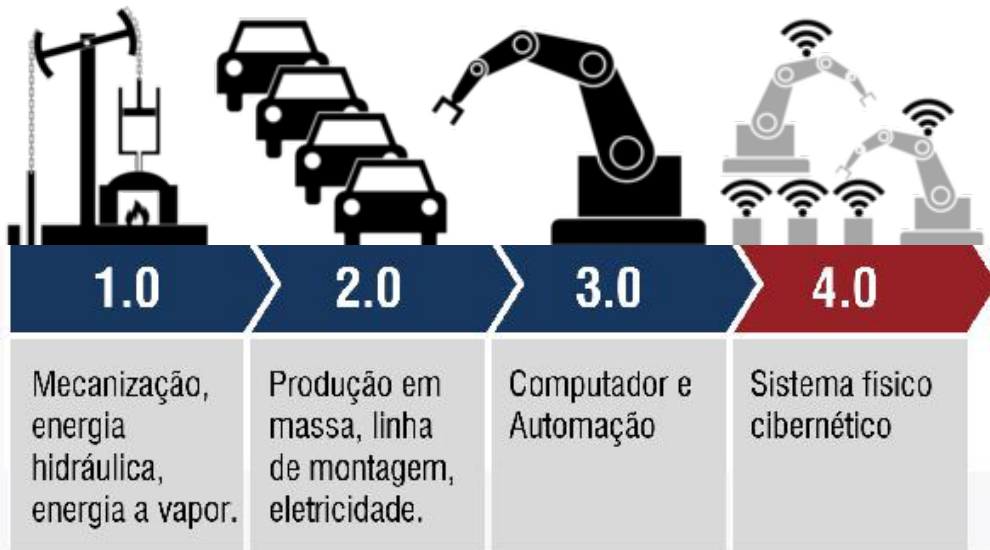 1.0
2.0
3.0
4.0
Mecanização,
energia
hidráulica,
energia a vapor.
Produção em
massa, linha
de montagem,
eletricidade.
Computador e
Automação
Sistema físico
cibernético